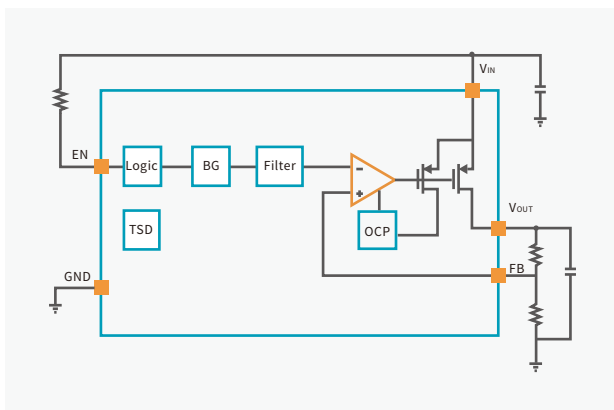 VIN
EN
Logic
BG
Filter
−
+
TSD
OCP
VOUT
GND
FB